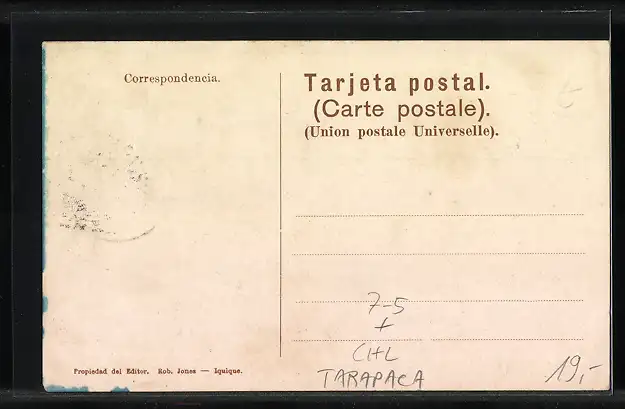 Correspondencia.
Tarjeta postal.
(Carte postale).
(Union postale Universelle).
7-5
+
CHL
TARAPACA
19,-
Propiedad del Editor. Rob. Jones — Iquique.